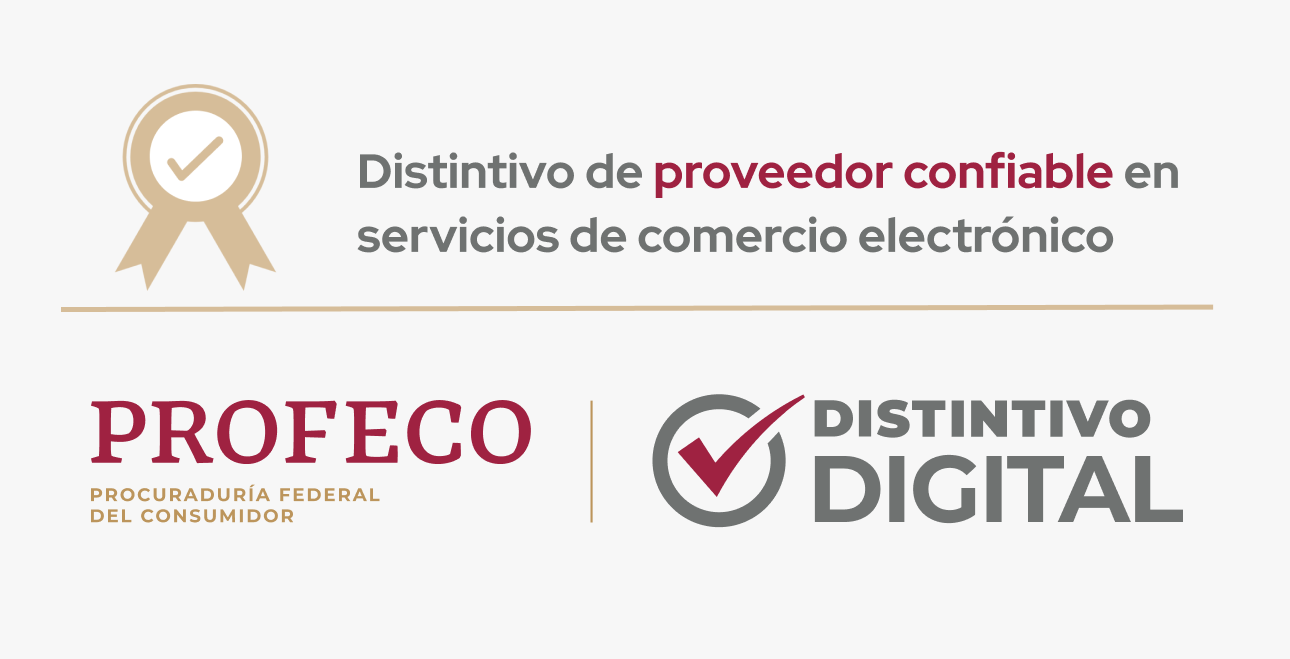 Distintivo de proveedor confiable en
servicios de comercio electrónico
PROFECO
PROCURADURÍA FEDERAL
DEL CONSUMIDOR
DISTINTIVO
DIGITAL